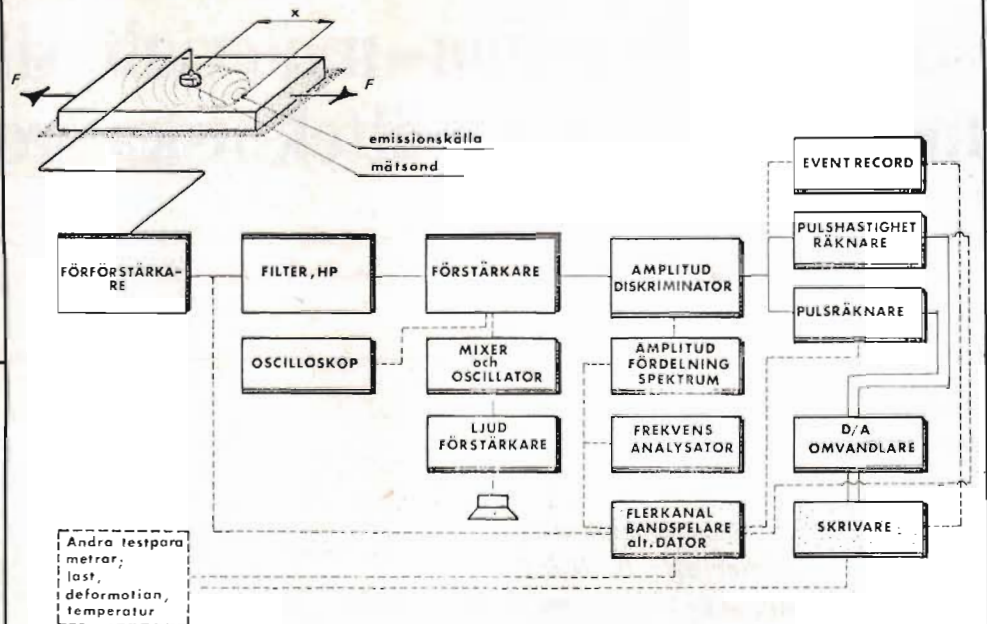 x
F
F
emissionskälla
mätsond
EVENT RECORD
PULSHASTIGHET
RÄKNARE
FÖRFÖRSTÄRKA-
RE
FILTER, HP
FÖRSTÄRKARE
AMPLITUD
DISKRIMINATOR
PULSRÄKNARE
OSCILLOSKOP
MIXER
och
OSCILLATOR
AMPLITUD
FÖRDELNING
SPEKTRUM
LJUD
FÖRSTÄRKARE
FREKVENS
ANALYSATOR
D/A
OMVANDLARE
FLERKANAL
BANDSPELARE
alt. DATOR
SKRIVARE
Andra testpara
metrar;
last,
deformation,
temperatur